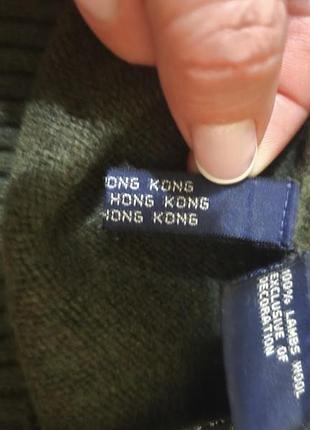 HONG KONG
HONG KONG
HONG KONG
100% LAMBS WOOL
EXCLUSIVE OF
DECORATION